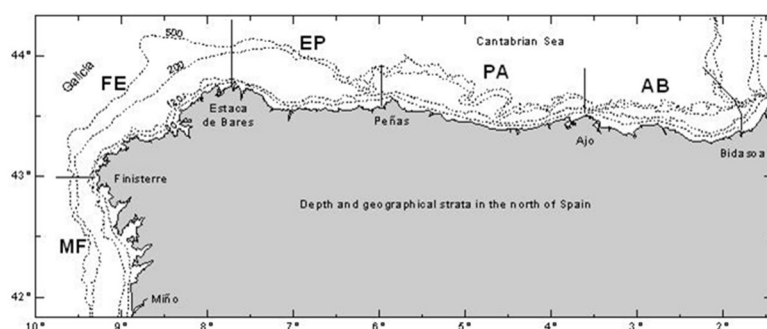 500
EP
Cantabrian Sea
44°
Galicia
200
FE
PA
AB
120
Estaca
de Bares
Peñas
Ajo
Bidasoa
43°
Finisterre
Depth and geographical strata in the north of Spain
MF
42°
Miño
10°
9°
8°
7°
6°
5°
4°
3°
2°